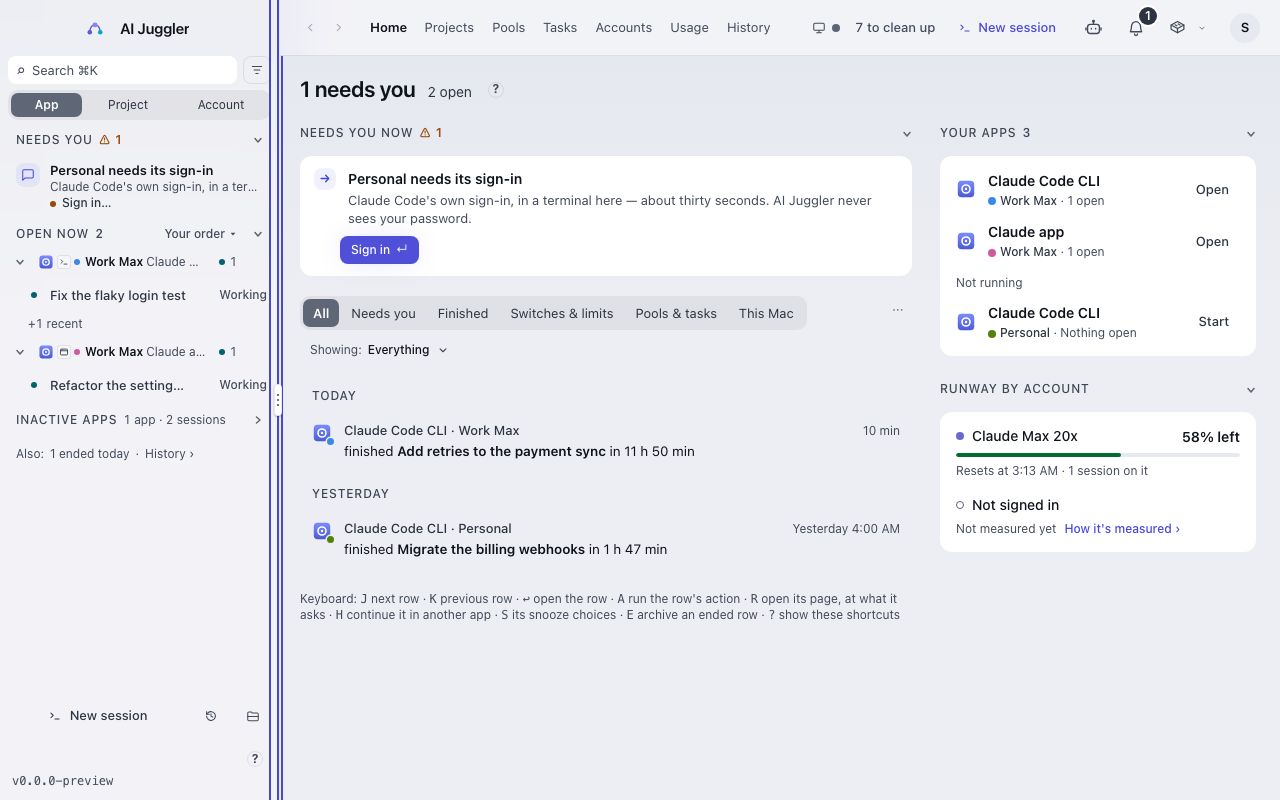 AI Juggler
Search ⌘K
App Project Account
NEEDS YOU 1
Personal needs its sign-in
Claude Code's own sign-in, in a ter...
Sign in...
OPEN NOW 2 Your order
Work Max Claude ... 1
Fix the flaky login test Working
+1 recent
Work Max Claude a... 1
Refactor the setting... Working
INACTIVE APPS 1 app · 2 sessions
Also: 1 ended today · History ›
New session
?
v0.0.0-preview
Home Projects Pools Tasks Accounts Usage History
7 to clean up
New session
1
S
1 needs you 2 open ?
NEEDS YOU NOW 1
Personal needs its sign-in
Claude Code's own sign-in, in a terminal here — about thirty seconds. AI Juggler never
sees your password.
Sign in ↵
All Needs you Finished Switches & limits Pools & tasks This Mac ...
Showing: Everything
TODAY
Claude Code CLI · Work Max 10 min
finished Add retries to the payment sync in 11 h 50 min
YESTERDAY
Claude Code CLI · Personal Yesterday 4:00 AM
finished Migrate the billing webhooks in 1 h 47 min
Keyboard: J next row · K previous row · ↩ open the row · A run the row's action · R open its page, at what it
asks · H continue it in another app · S its snooze choices · E archive an ended row · ? show these shortcuts
YOUR APPS 3
Claude Code CLI
Work Max · 1 open
Open
Claude app
Work Max · 1 open
Open
Not running
Claude Code CLI
Personal · Nothing open
Start
RUNWAY BY ACCOUNT
Claude Max 20x 58% left
Resets at 3:13 AM · 1 session on it
Not signed in
Not measured yet How it's measured ›